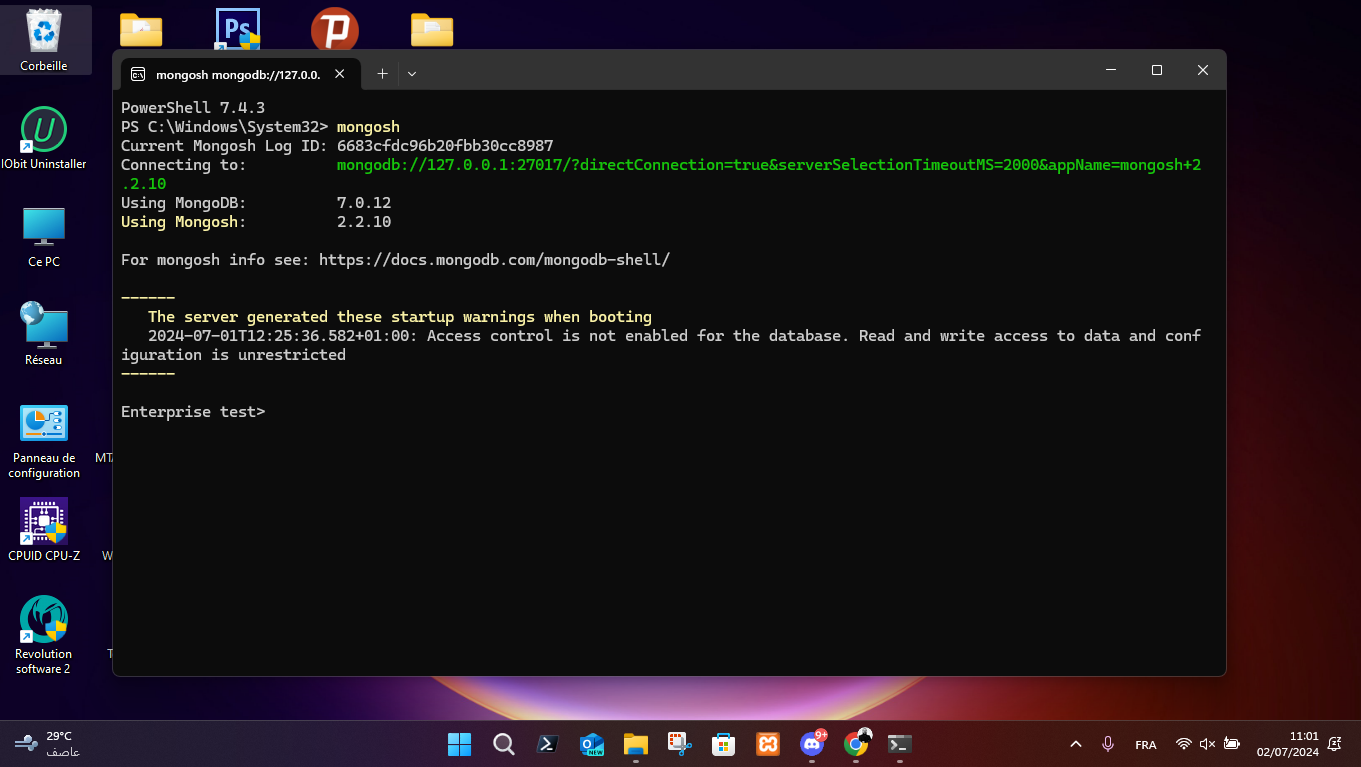 Corbeille
Ps
mongosh mongodb://127.0.0.
PowerShell 7.4.3
PS C:\Windows\System32> mongosh
Current Mongosh Log ID: 6683cfdc96b20fbb30cc8987
Connecting to: mongodb://127.0.0.1:27017/?directConnection=true&serverSelectionTimeoutMS=2000&appName=mongosh+2
.2.10
Using MongoDB: 7.0.12
Using Mongosh: 2.2.10
For mongosh info see: https://docs.mongodb.com/mongodb-shell/
------
The server generated these startup warnings when booting
2024-07-01T12:25:36.582+01:00: Access control is not enabled for the database. Read and write access to data and conf
iguration is unrestricted
------
Enterprise test>
IObit Uninstaller
Ce PC
Réseau
Panneau de
configuration
MT
CPUID CPU-Z
W
Revolution
software 2
T
29°C
عاصف
NEW
9+
FRA
11:01
02/07/2024